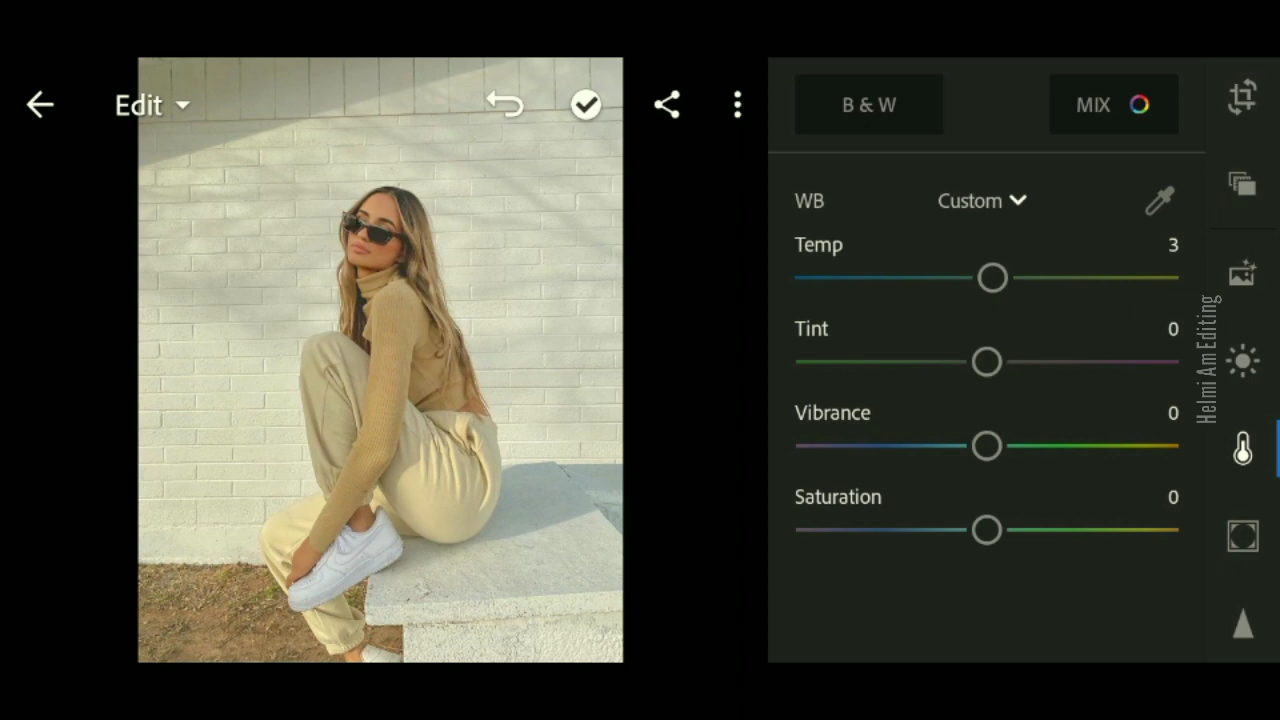 Edit
B & W
MIX
WB
Custom
Temp
3
Tint
0
Vibrance
0
Saturation
0
Helmi Am Editing